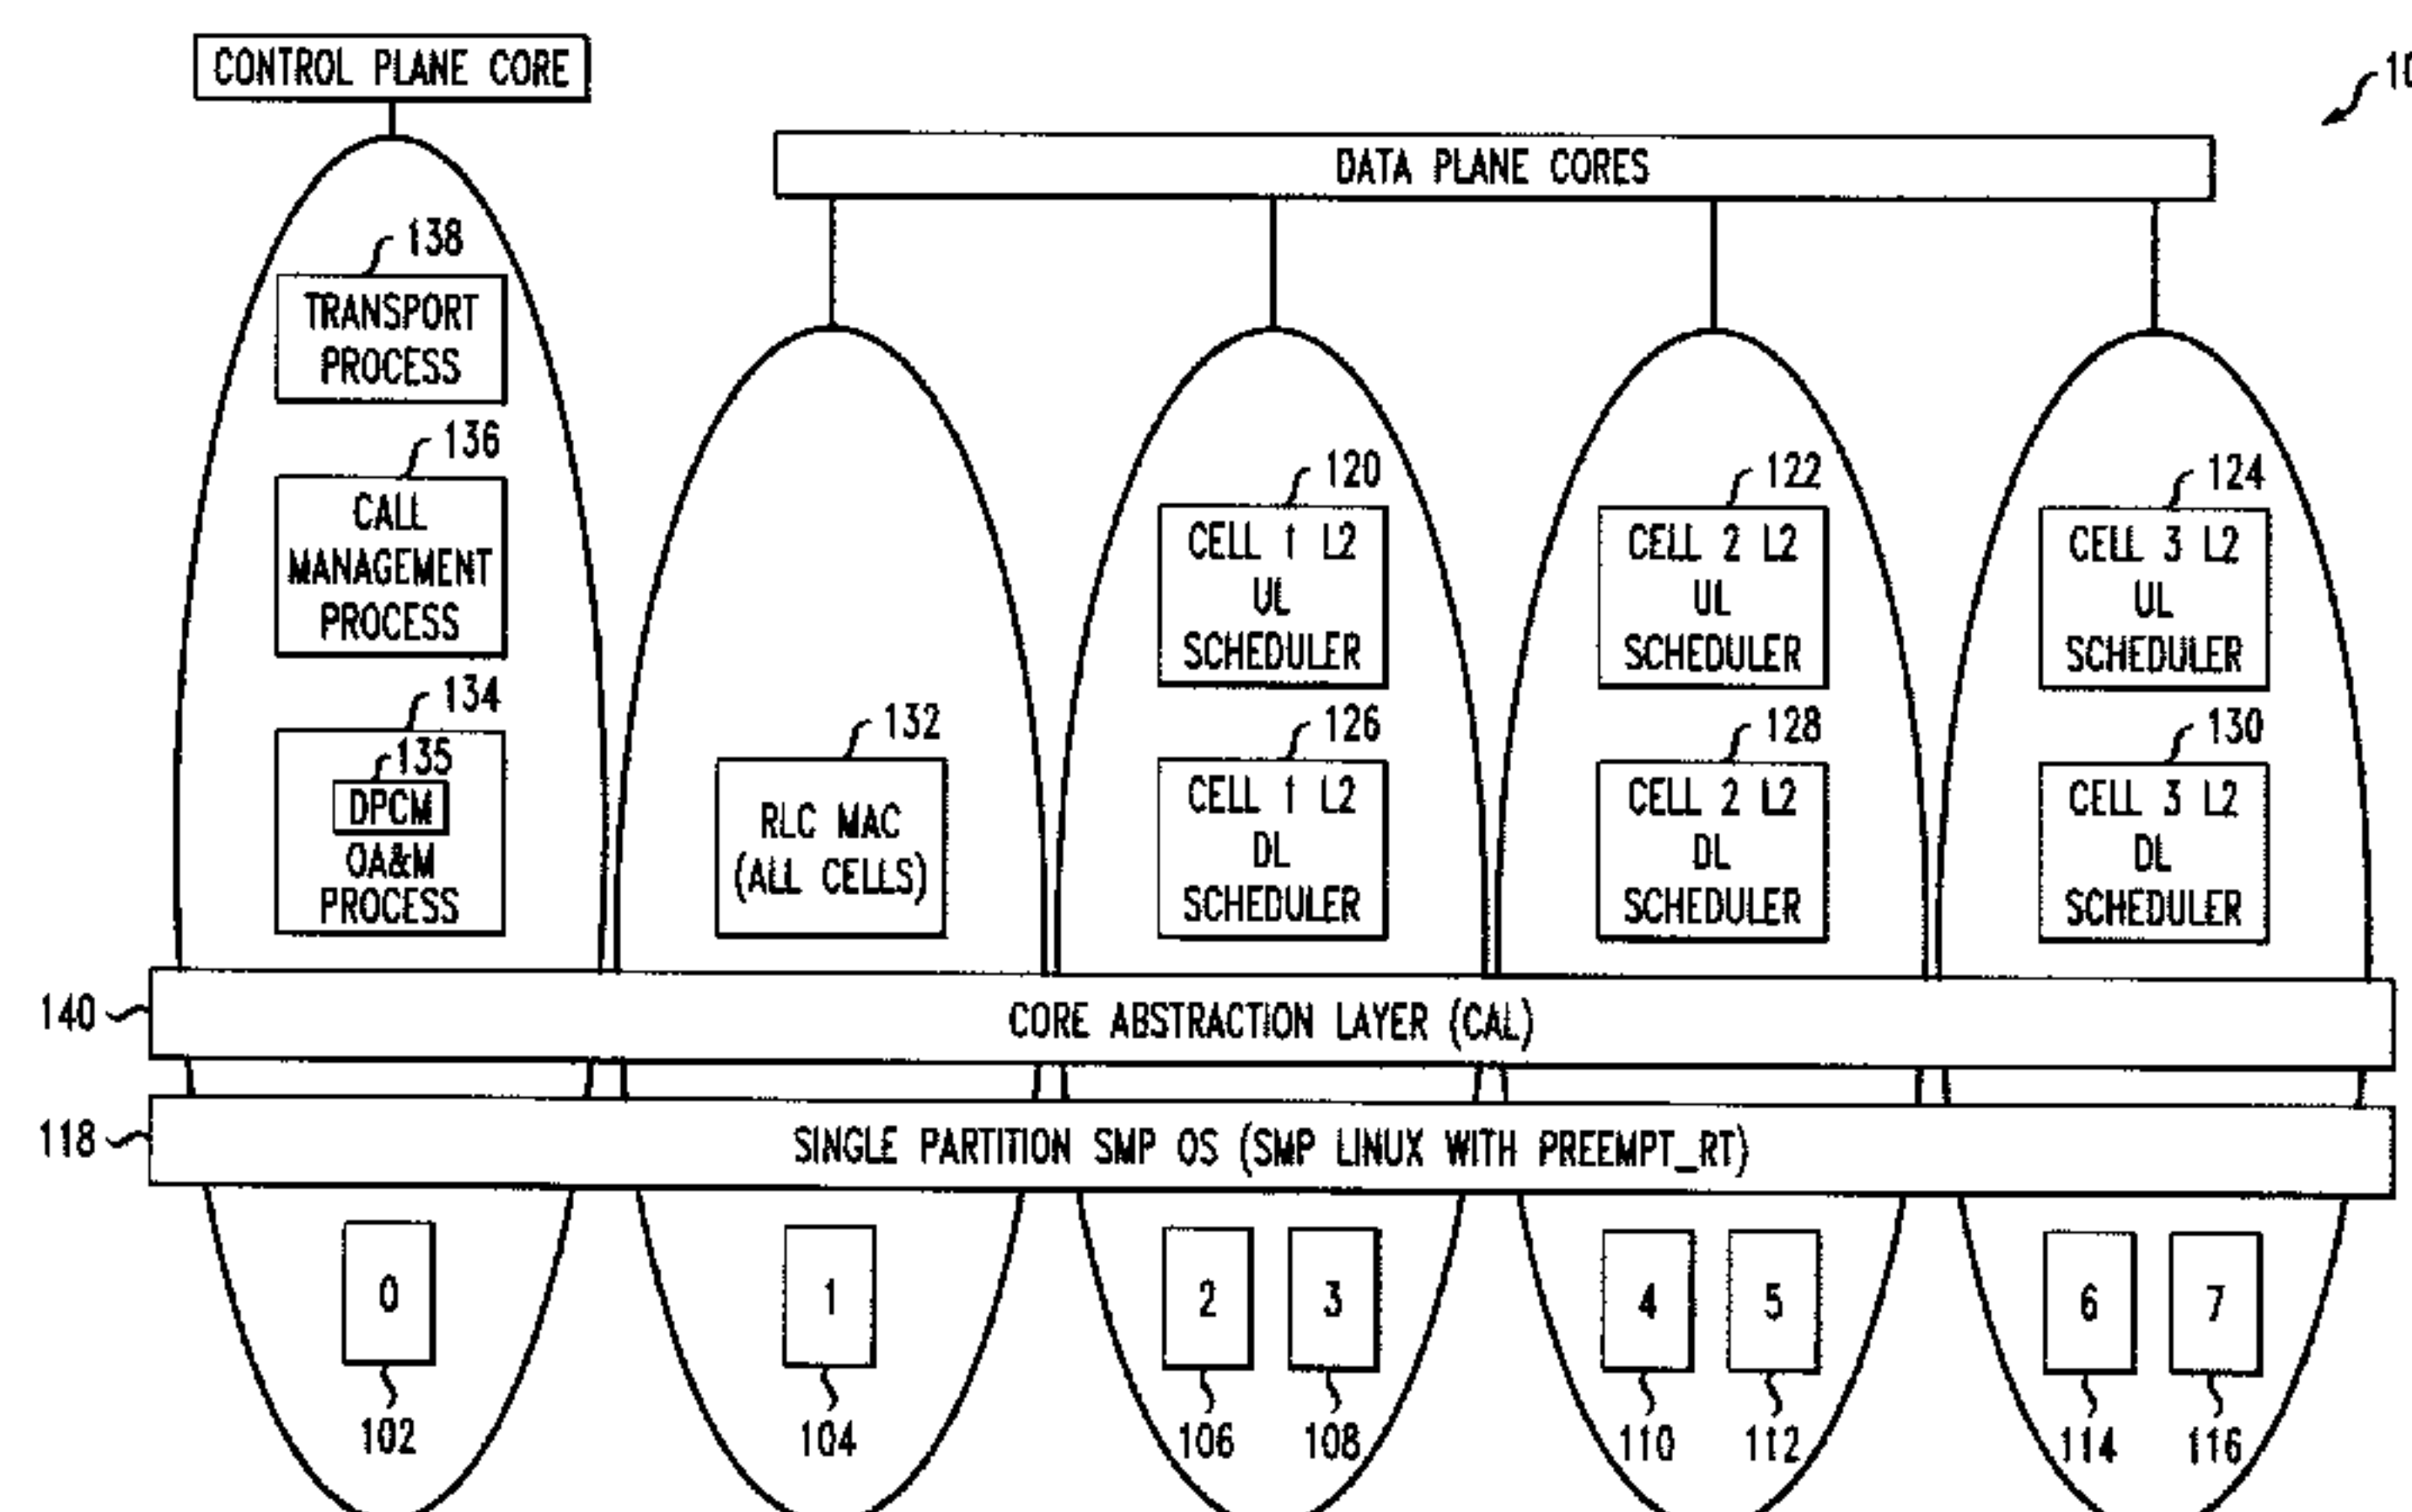 CONTROL PLANE CORE
DATA PLANE CORES
138
TRANSPORT
PROCESS
136
CALL
MANAGEMENT
PROCESS
134
135
DPCM
OA&M
PROCESS
132
RLC MAC
(ALL CELLS)
120
CELL 1 L2
UL
SCHEDULER
126
CELL 1 L2
DL
SCHEDULER
122
CELL 2 L2
UL
SCHEDULER
128
CELL 2 L2
DL
SCHEDULER
124
CELL 3 L2
UL
SCHEDULER
130
CELL 3 L2
DL
SCHEDULER
140
CORE ABSTRACTION LAYER (CAL)
118
SINGLE PARTITION SMP OS (SMP LINUX WITH PREEMPT_RT)
0
1
2
3
4
5
6
7
102
104
106
108
110
112
114
116